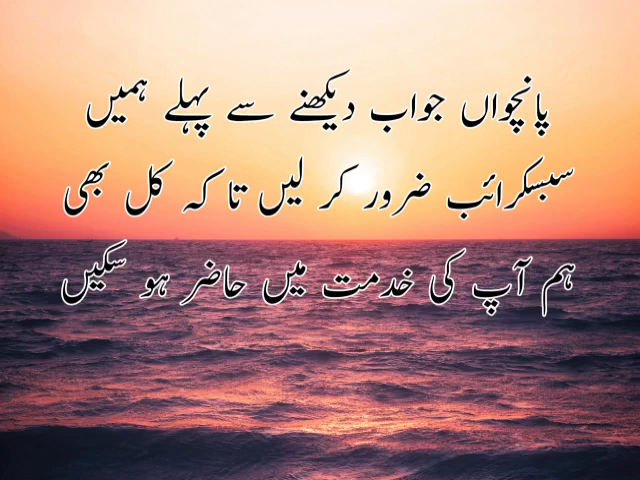 پانچواں جواب دیکھنے سے پہلے ہمیں
سبسکرائب ضرور کر لیں تا کہ کل بھی
ہم آپ کی خدمت میں حاضر ہو سکیں